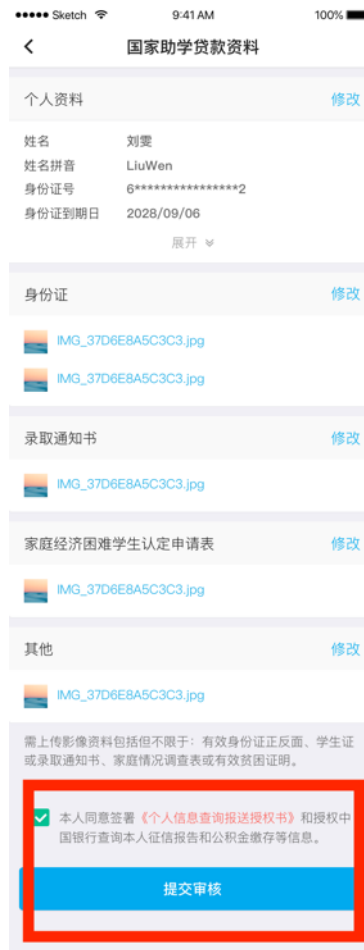 Sketch 9:41 AM 100%
国家助学贷款资料
个人资料 修改
姓名 刘雯
姓名拼音 LiuWen
身份证号 6****************2
身份证到期日 2028/09/06
展开
身份证 修改
IMG_37D6E8A5C3C3.jpg
IMG_37D6E8A5C3C3.jpg
录取通知书 修改
IMG_37D6E8A5C3C3.jpg
家庭经济困难学生认定申请表 修改
IMG_37D6E8A5C3C3.jpg
其他 修改
IMG_37D6E8A5C3C3.jpg
需上传影像资料包括但不限于：有效身份证正反面、学生证
或录取通知书、家庭情况调查表或有效贫困证明。
本人同意签署《个人信息查询报送授权书》和授权中
国银行查询本人征信报告和公积金缴存等信息。
提交审核